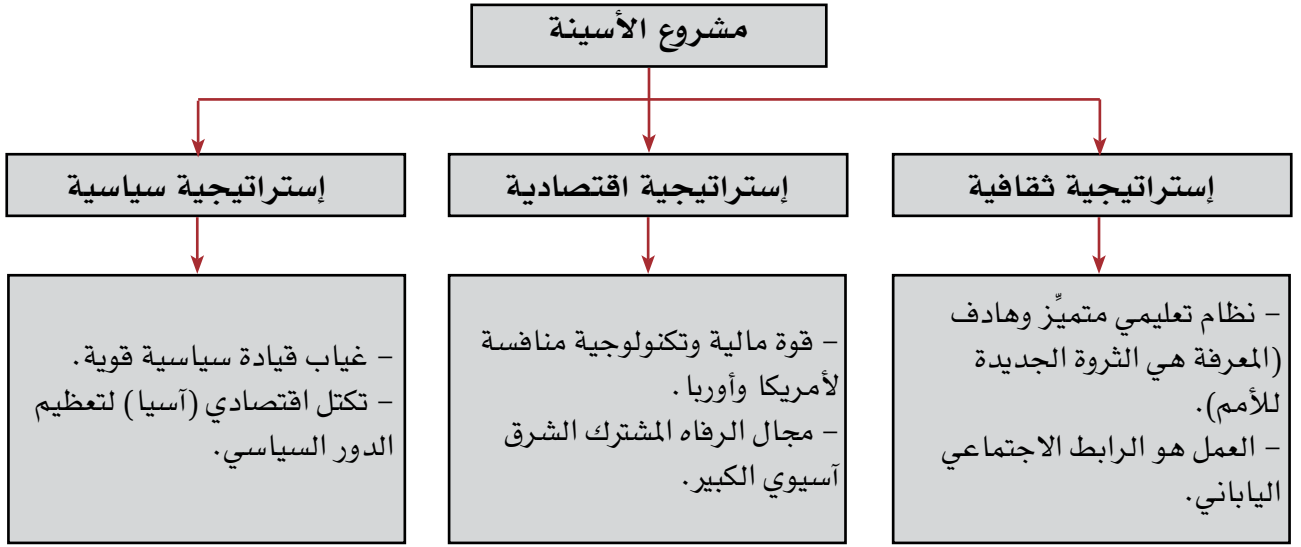 مشروع الأسينة
إستراتيجية ثقافية
إستراتيجية اقتصادية
إستراتيجية سياسية
– نظام تعليمي متميِّز وهادف
(المعرفة هي الثروة الجديدة
للأمم).
– العمل هو الرابط الاجتماعي
الياباني.
– قوة مالية وتكنولوجية منافسة
لأمريكا وأوربا.
– مجال الرفاه المشترك الشرق
آسيوي الكبير.
– غياب قيادة سياسية قوية.
– تكتل اقتصادي (آسيا) لتعظيم
الدور السياسي.